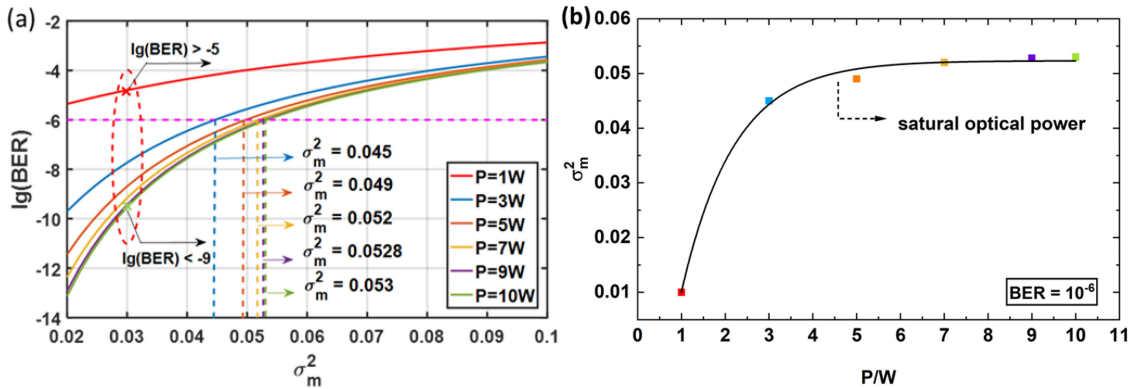 (a)
lg(BER)
-2
-4
-6
-8
-10
-12
-14
0.02 0.03 0.04 0.05 0.06 0.07 0.08 0.09 0.1
σ²ₘ
lg(BER) > -5
lg(BER) < -9
σ²ₘ = 0.045
σ²ₘ = 0.049
σ²ₘ = 0.052
σ²ₘ = 0.0528
σ²ₘ = 0.053
P=1W
P=3W
P=5W
P=7W
P=9W
P=10W
(b)
σ²ₘ
0.06
0.05
0.04
0.03
0.02
0.01
0 1 2 3 4 5 6 7 8 9 10 11
P/W
satural optical power
BER = 10⁻⁶